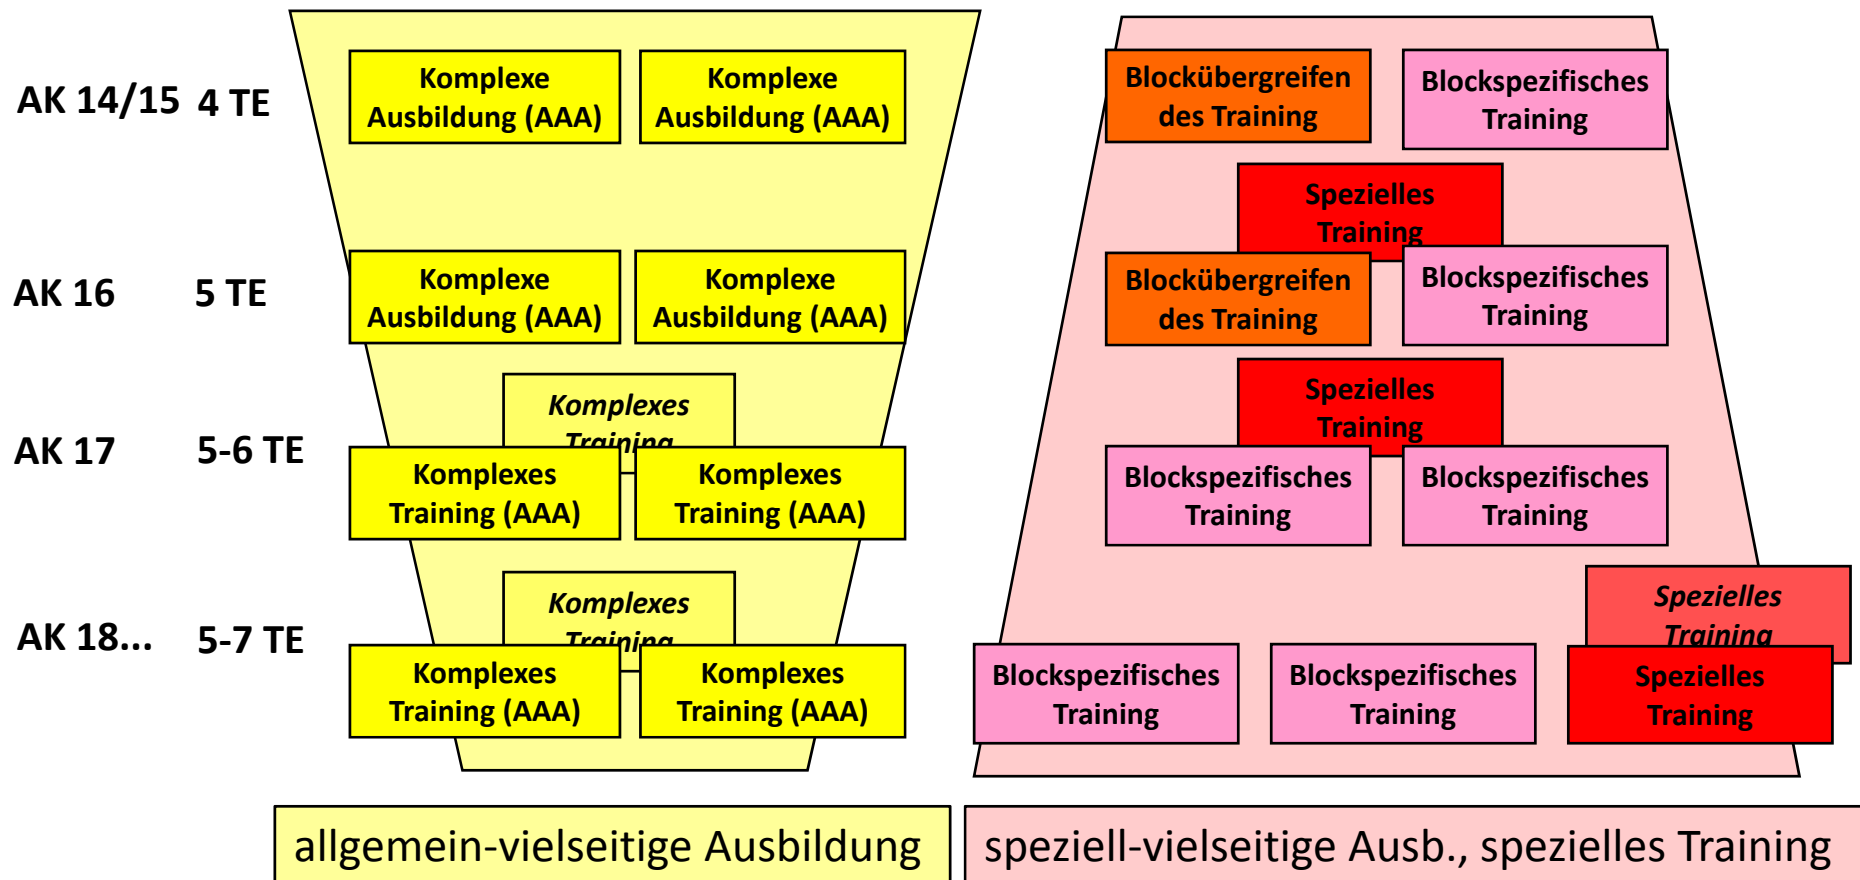 AK 14/15 4 TE
Komplexe
Ausbildung (AAA)
Komplexe
Ausbildung (AAA)
Blockübergreifen
des Training
Blockspezifisches
Training
Spezielles
Training
AK 16 5 TE
Komplexe
Ausbildung (AAA)
Komplexe
Ausbildung (AAA)
Blockübergreifen
des Training
Blockspezifisches
Training
Komplexes
Training
Spezielles
Training
AK 17 5-6 TE
Komplexes
Training (AAA)
Komplexes
Training (AAA)
Blockspezifisches
Training
Blockspezifisches
Training
Komplexes
Training
Spezielles
Training
AK 18... 5-7 TE
Komplexes
Training (AAA)
Komplexes
Training (AAA)
Blockspezifisches
Training
Blockspezifisches
Training
Spezielles
Training
allgemein-vielseitige Ausbildung
speziell-vielseitige Ausb., spezielles Training